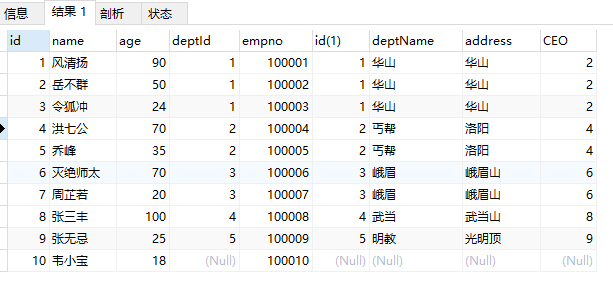 信息 结果 1 剖析 状态
id name age deptId empno id(1) deptName address CEO
1 风清扬 90 1 100001 1 华山 华山 2
2 岳不群 50 1 100002 1 华山 华山 2
3 令狐冲 24 1 100003 1 华山 华山 2
4 洪七公 70 2 100004 2 丐帮 洛阳 4
5 乔峰 35 2 100005 2 丐帮 洛阳 4
6 灭绝师太 70 3 100006 3 峨眉 峨眉山 6
7 周芷若 20 3 100007 3 峨眉 峨眉山 6
8 张三丰 100 4 100008 4 武当 武当山 8
9 张无忌 25 5 100009 5 明教 光明顶 9
10 韦小宝 18 (Null) 100010 (Null) (Null) (Null) (Null)